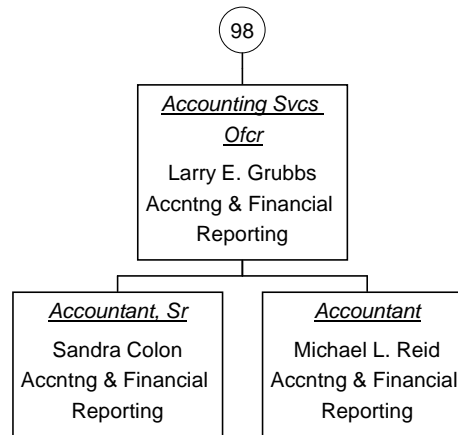 98
Accounting Svcs
Ofcr
Larry E. Grubbs
Accntng & Financial
Reporting
Accountant, Sr
Sandra Colon
Accntng & Financial
Reporting
Accountant
Michael L. Reid
Accntng & Financial
Reporting